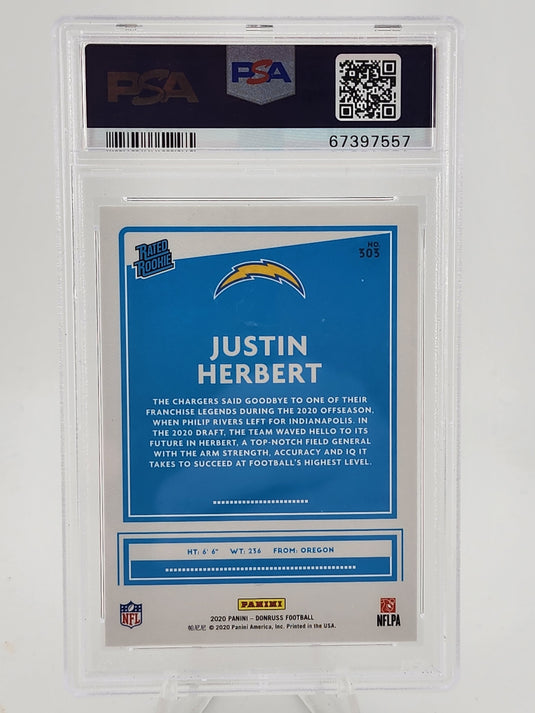 PSA
PSA
67397557
RATED
ROOKIE
NO.
303
JUSTIN
HERBERT
THE CHARGERS SAID GOODBYE TO ONE OF THEIR
FRANCHISE LEGENDS DURING THE 2020 OFFSEASON,
WHEN PHILIP RIVERS LEFT FOR INDIANAPOLIS. IN
THE 2020 DRAFT, THE TEAM WAVED HELLO TO ITS
FUTURE IN HERBERT, A TOP-NOTCH FIELD GENERAL
WITH THE ARM STRENGTH, ACCURACY AND IQ IT
TAKES TO SUCCEED AT FOOTBALL'S HIGHEST LEVEL.
HT: 6' 6" WT: 236 FROM: OREGON
NFL
PANINI
NFLPA
2020 PANINI – DONRUSS FOOTBALL
帕尼尼 © 2020 Panini America, Inc. Printed in the USA.